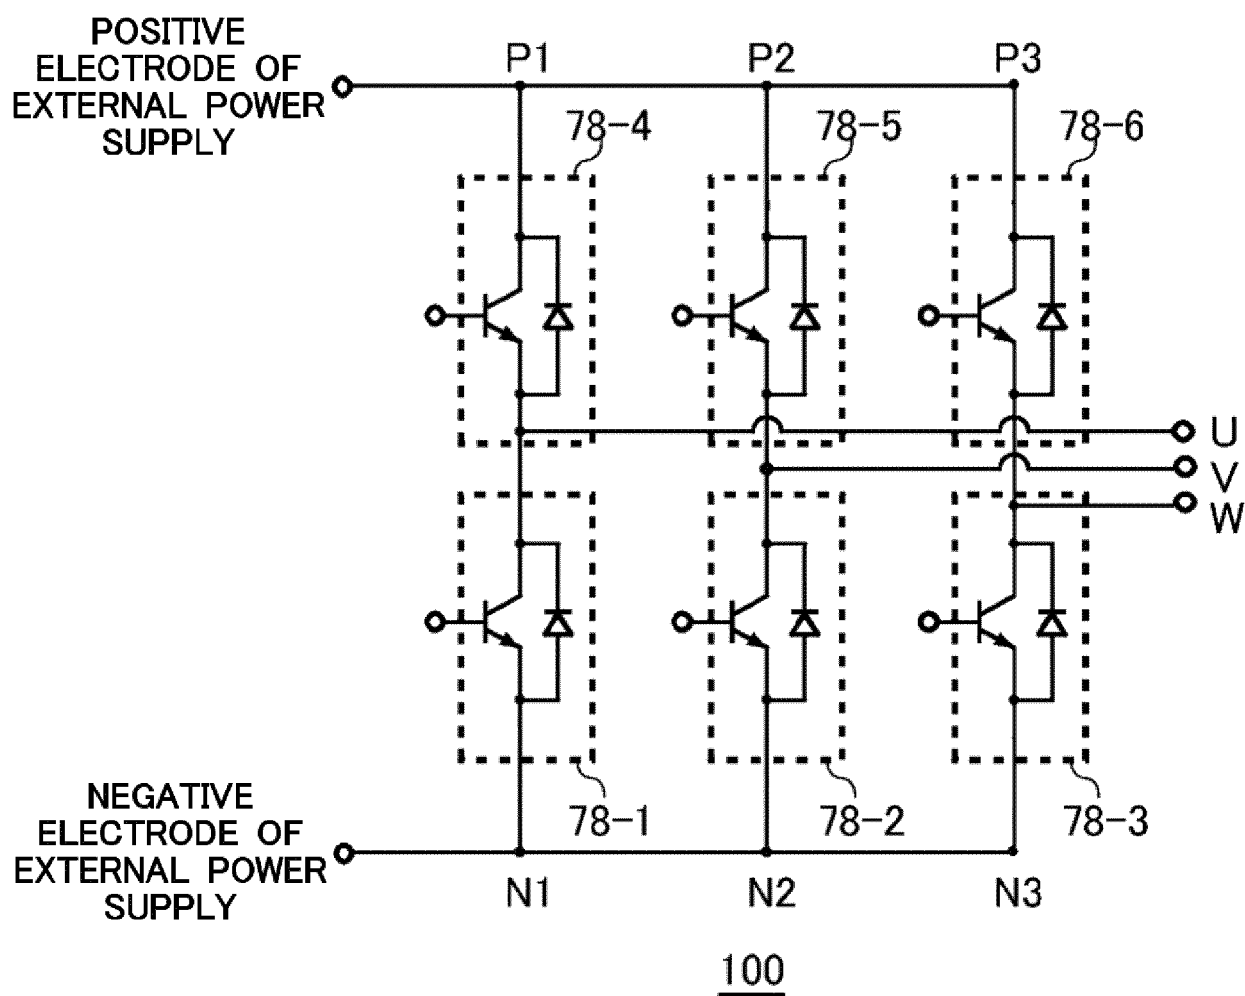 POSITIVE
ELECTRODE OF
EXTERNAL POWER
SUPPLY
P1
P2
P3
78-4
78-5
78-6
U
V
W
78-1
78-2
78-3
NEGATIVE
ELECTRODE OF
EXTERNAL POWER
SUPPLY
N1
N2
N3
100